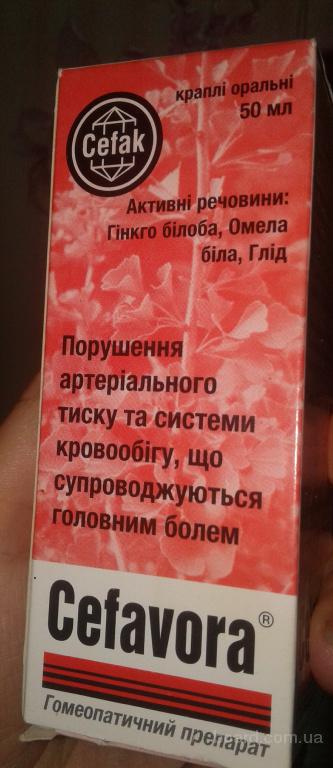 краплі оральні
50 мл
Cefak
Активні речовини:
Гінкго білоба, Омела
біла, Глід
Порушення
артеріального
тиску та системи
кровообігу, що
супроводжуються
головним болем
Cefavora®
Гомеопатичний препарат